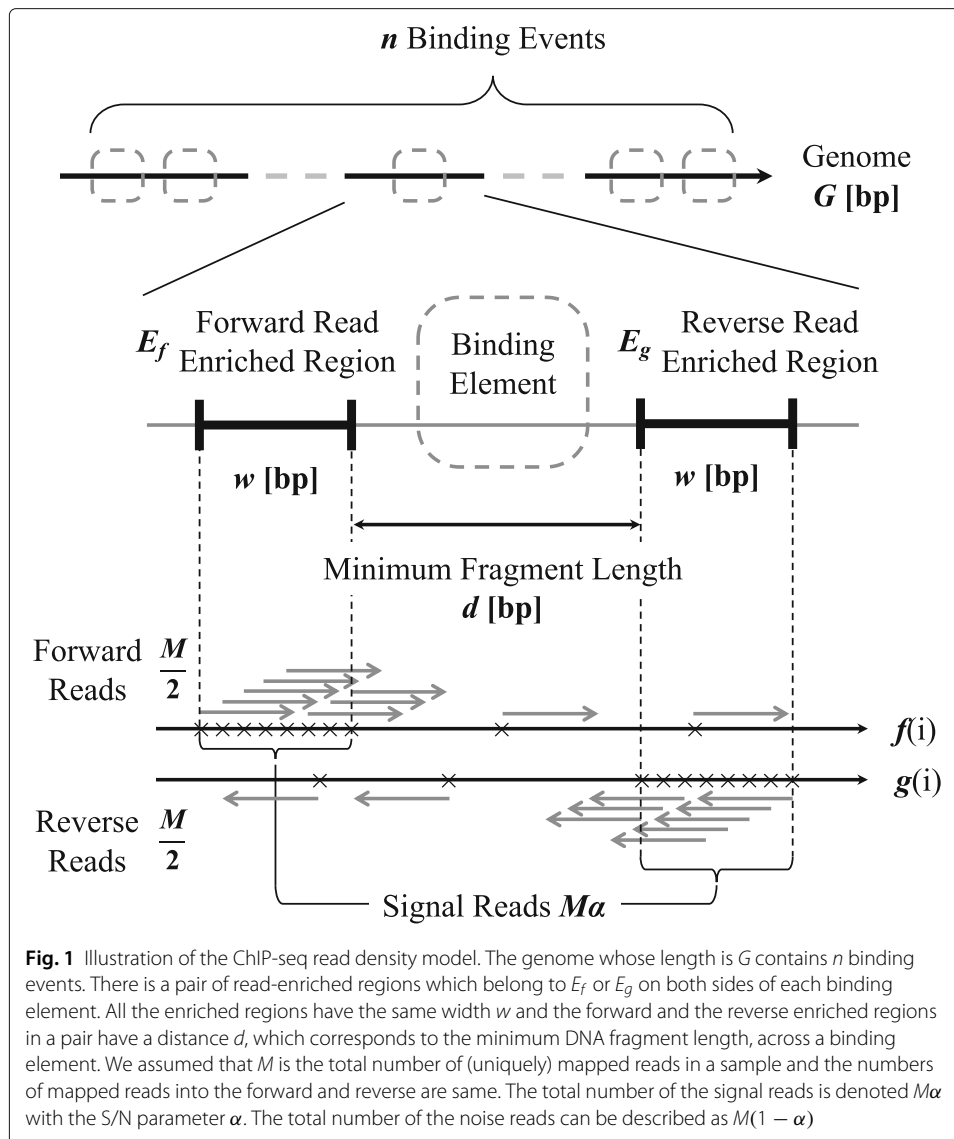 n Binding Events
Genome
G [bp]
E_f
Forward Read
Enriched Region
Binding
Element
E_g
Reverse Read
Enriched Region
w [bp]
w [bp]
Minimum Fragment Length
d [bp]
Forward
Reads
M/2
f(i)
g(i)
Reverse
Reads
M/2
Signal Reads Mα
Fig. 1 Illustration of the ChIP-seq read density model. The genome whose length is G contains n binding
events. There is a pair of read-enriched regions which belong to E_f or E_g on both sides of each binding
element. All the enriched regions have the same width w and the forward and the reverse enriched regions
in a pair have a distance d, which corresponds to the minimum DNA fragment length, across a binding
element. We assumed that M is the total number of (uniquely) mapped reads in a sample and the numbers
of mapped reads into the forward and reverse are same. The total number of the signal reads is denoted Mα
with the S/N parameter α. The total number of the noise reads can be described as M(1 − α)